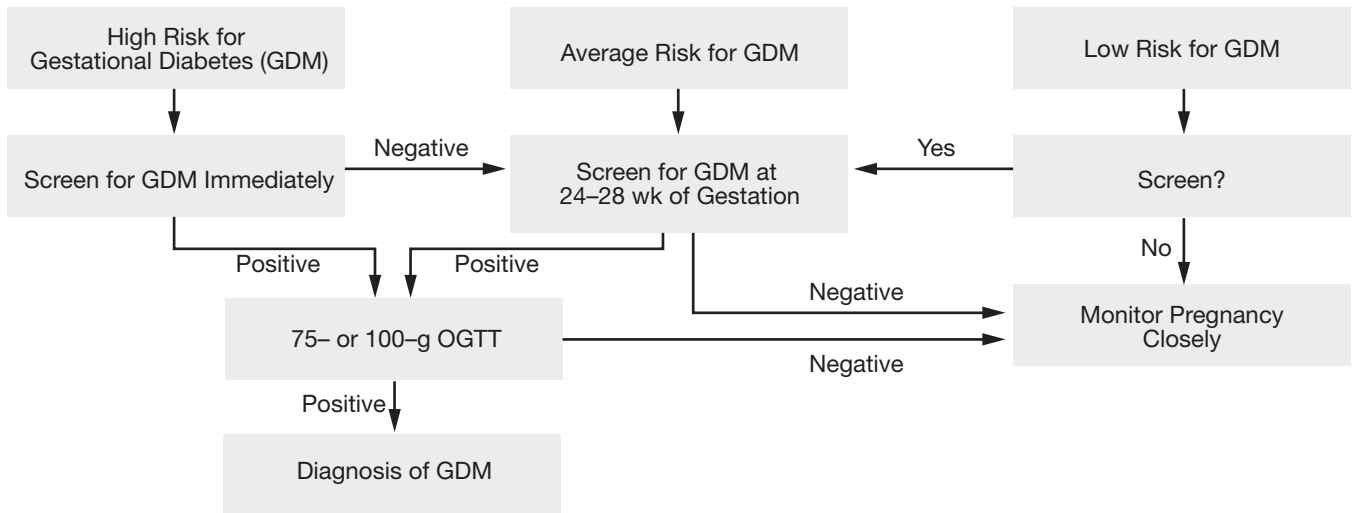 High Risk for
Gestational Diabetes (GDM)
Average Risk for GDM
Low Risk for GDM
Screen for GDM Immediately
Negative
Screen for GDM at
24–28 wk of Gestation
Yes
Screen?
Positive
Positive
No
75– or 100–g OGTT
Negative
Negative
Monitor Pregnancy
Closely
Positive
Diagnosis of GDM